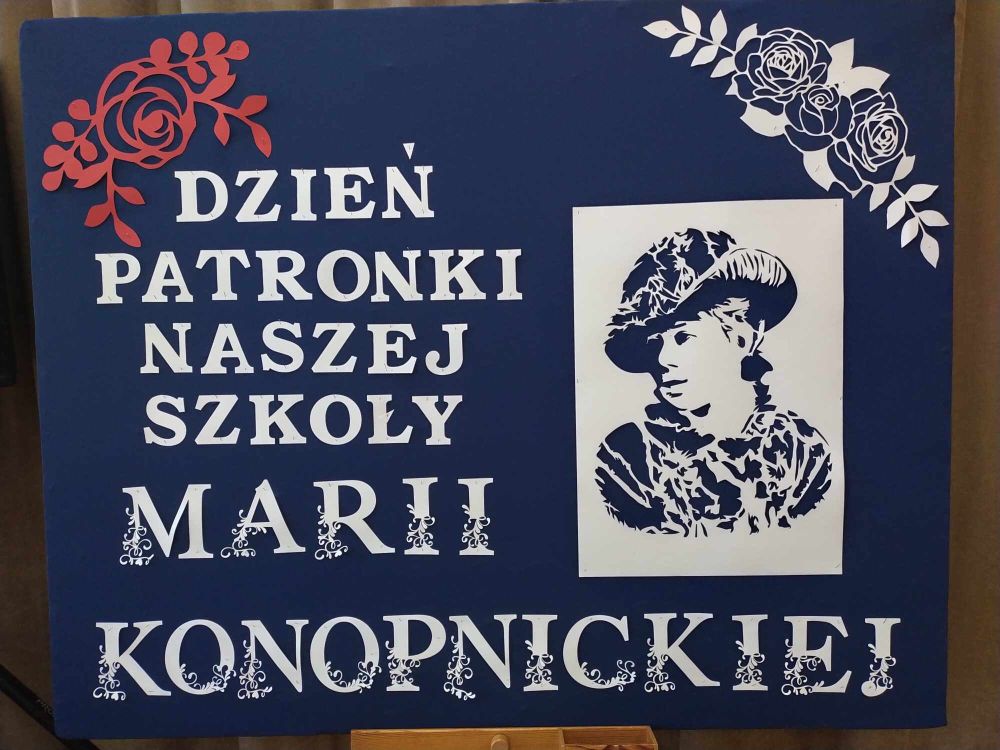 DZIEŃ
PATRONKI
NASZEJ
SZKOŁY
MARII
KONOPNICKIEJ